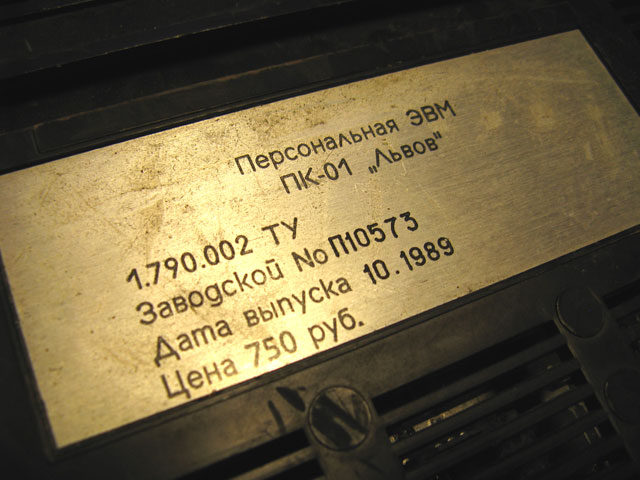 Персональная ЭВМ
ПК-01 „Львов"
1.790.002 ТУ
Заводской No П10573
Дата выпуска 10.1989
Цена 750 руб.